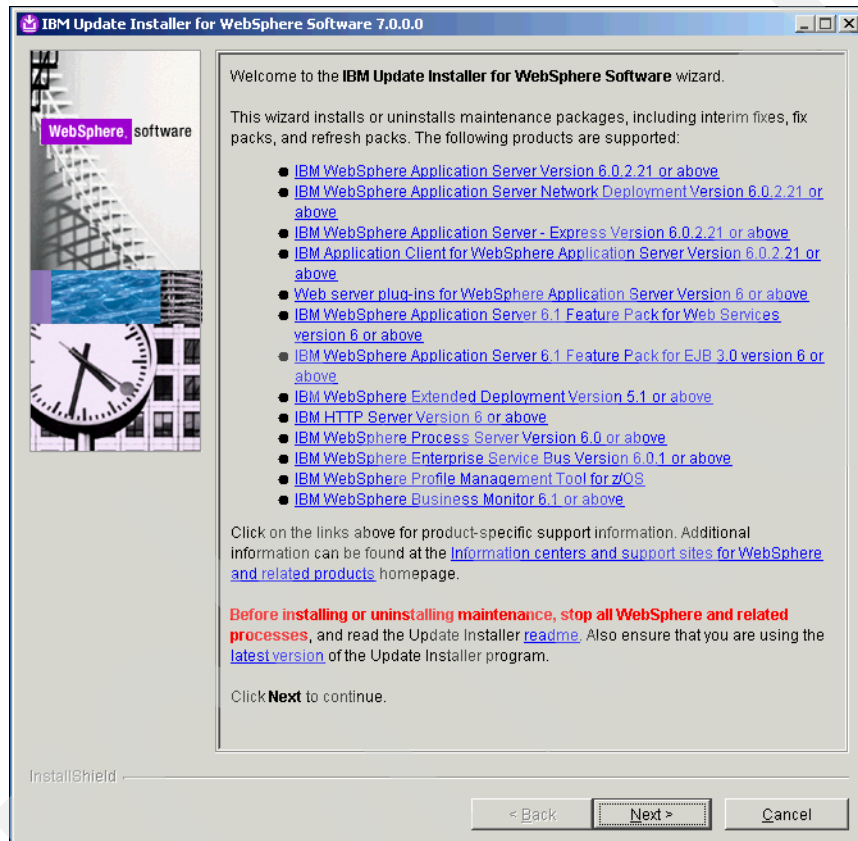 IBM Update Installer for WebSphere Software 7.0.0.0
WebSphere. software
Welcome to the IBM Update Installer for WebSphere Software wizard.
This wizard installs or uninstalls maintenance packages, including interim fixes, fix
packs, and refresh packs. The following products are supported:
IBM WebSphere Application Server Version 6.0.2.21 or above
IBM WebSphere Application Server Network Deployment Version 6.0.2.21 or
above
IBM WebSphere Application Server - Express Version 6.0.2.21 or above
IBM Application Client for WebSphere Application Server Version 6.0.2.21 or
above
Web server plug-ins for WebSphere Application Server Version 6 or above
IBM WebSphere Application Server 6.1 Feature Pack for Web Services
version 6 or above
IBM WebSphere Application Server 6.1 Feature Pack for EJB 3.0 version 6 or
above
IBM WebSphere Extended Deployment Version 5.1 or above
IBM HTTP Server Version 6 or above
IBM WebSphere Process Server Version 6.0 or above
IBM WebSphere Enterprise Service Bus Version 6.0.1 or above
IBM WebSphere Profile Management Tool for z/OS
IBM WebSphere Business Monitor 6.1 or above
Click on the links above for product-specific support information. Additional
information can be found at the Information centers and support sites for WebSphere
and related products homepage.
Before installing or uninstalling maintenance, stop all WebSphere and related
processes, and read the Update Installer readme. Also ensure that you are using the
latest version of the Update Installer program.
Click Next to continue.
InstallShield
< Back
Next >
Cancel